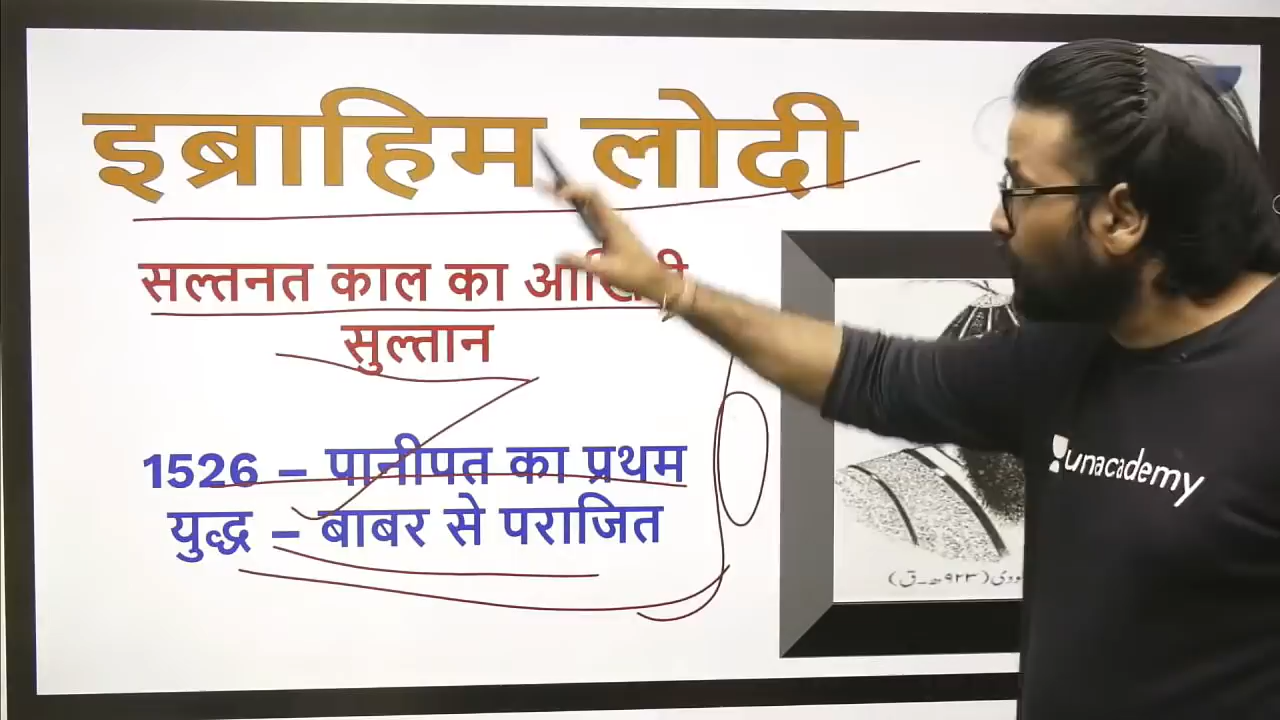 इब्राहिम लोदी
सल्तनत काल का
सुल्तान
1526 – पानीपत का प्रथम
युद्ध – बाबर से पराजित
unacademy